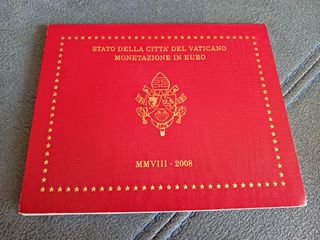 STATO DELLA CITTA' DEL VATICANO
MONETAZIONE IN EURO
MMVIII - 2008